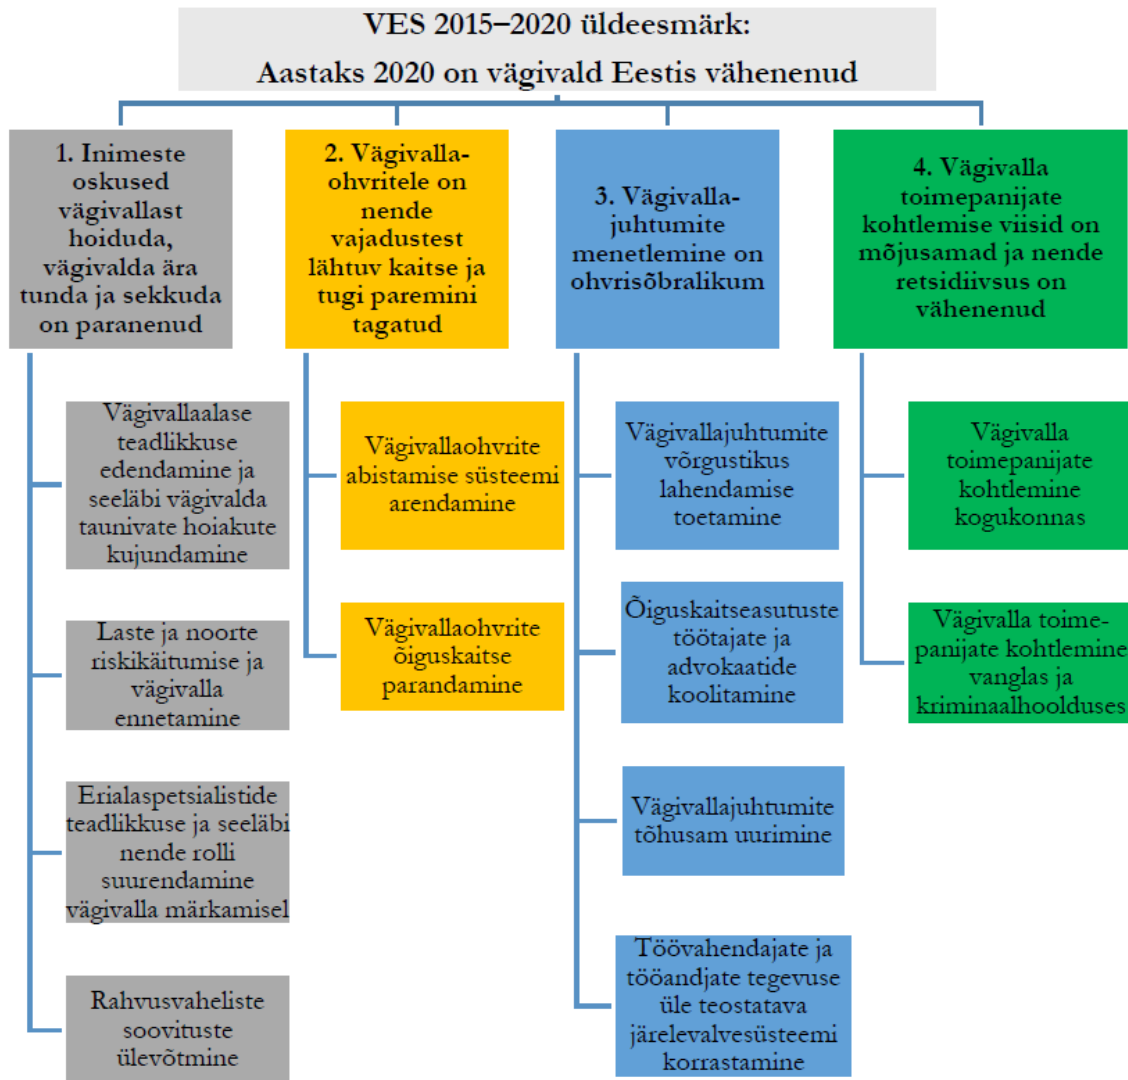 VES 2015–2020 üldeesmärk:
Aastaks 2020 on vägivald Eestis vähenenud
1. Inimeste
oskused
vägivallast
hoiduda,
vägivalda ära
tunda ja sekkuda
on paranenud
Vägivallaalase
teadlikkuse
edendamine ja
seeläbi vägivalda
taunivate hoiakute
kujundamine
Laste ja noorte
riskikäitumise ja
vägivalla
ennetamine
Erialaspetsialistide
teadlikkuse ja seeläbi
nende rolli
suurendamine
vägivalla märkamisel
Rahvusvaheliste
soovituste
ülevõtmine
2. Vägivalla-
ohvritele on
nende
vajadustest
lähtuv kaitse ja
tugi paremini
tagatud
Vägivallaohvrite
abistamise süsteemi
arendamine
Vägivallaohvrite
õiguskaitse
parandamine
3. Vägivalla-
juhtumite
menetlemine on
ohvrisõbralikum
Vägivallajuhtumite
võrgustikus
lahendamise
toetamine
Õiguskaitseasutuste
töötajate ja
advokaatide
koolitamine
Vägivallajuhtumite
tõhusam uurimine
Töövahendajate ja
tööandjate tegevuse
üle teostatava
järelevalvesüsteemi
korrastamine
4. Vägivalla
toimepanijate
kohtlemise viisid on
mõjusamad ja nende
retsidiivsus on
vähenenud
Vägivalla
toimepanijate
kohtlemine
kogukonnas
Vägivalla toime-
panijate kohtlemine
vanglas ja
kriminaalhoolduses